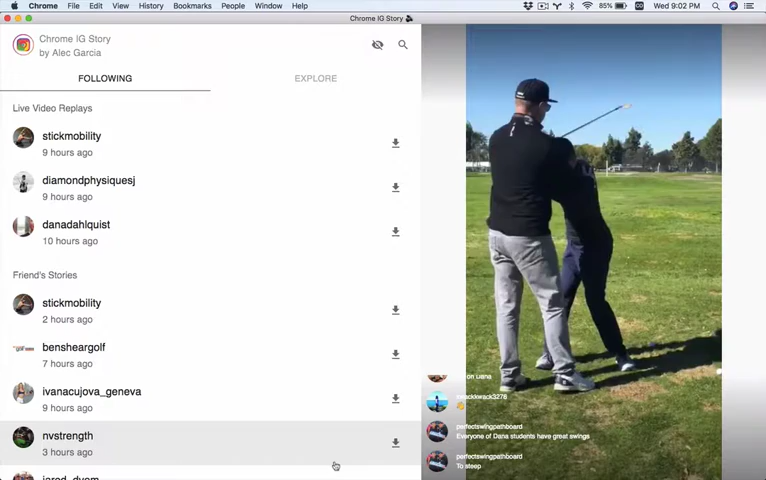 Chrome File Edit View History Bookmarks People Window Help 85% Wed 9:02 PM
Chrome IG Story
Chrome IG Story
by Alec Garcia
FOLLOWING EXPLORE
Live Video Replays
stickmobility
9 hours ago
diamondphysiquesj
9 hours ago
danadahlquist
10 hours ago
Friend's Stories
stickmobility
2 hours ago
bensheargolf
7 hours ago
ivanacujova_geneva
9 hours ago
nvstrength
3 hours ago
perfectswingpathboard
Everyone of Dana students have great swings
perfectswingpathboard
To steep